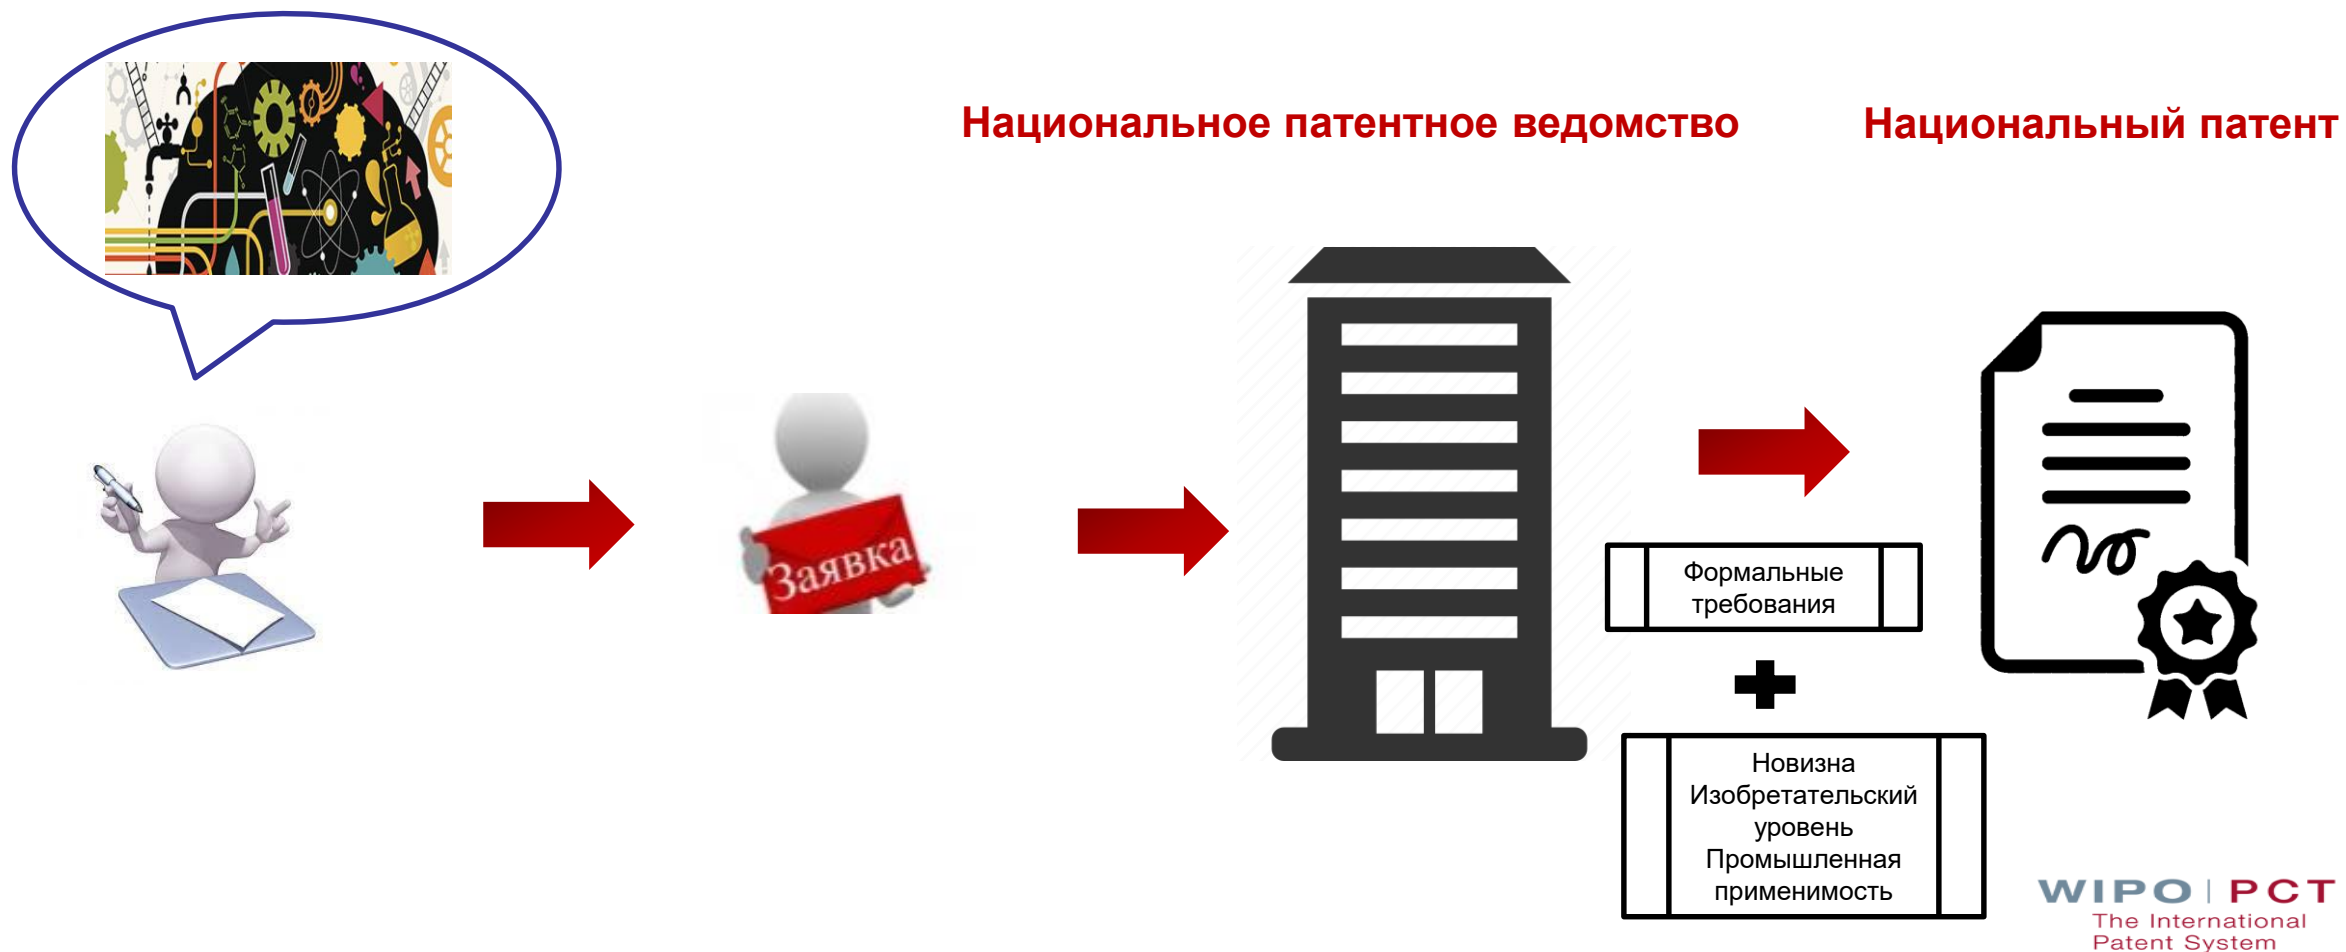 Национальное патентное ведомство
Национальный патент
Заявка
Формальные
требования
Новизна
Изобретательский
уровень
Промышленная
применимость
WIPO | PCT
The International
Patent System